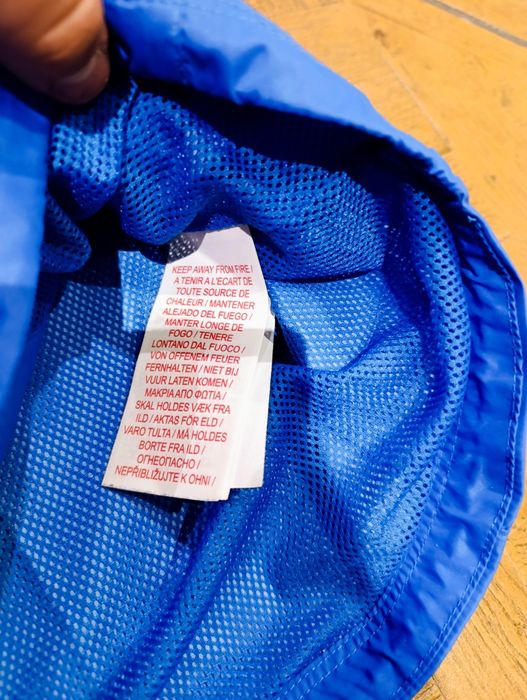 KEEP AWAY FROM FIRE /
A TENIR A L'ECART DE
TOUTE SOURCE DE
CHALEUR / MANTENER
ALEJADO DEL FUEGO /
MANTER LONGE DE
FOGO / TENERE
LONTANO DAL FUOCO /
VON OFFENEM FEUER
FERNHALTEN / NIET BIJ
VUUR LATEN KOMEN /
ΜΑΚΡΙΑ ΑΠΟ ΦΩΤΙΑ /
SKAL HOLDES VÆK FRA
ILD / AKTAS FÖR ELD /
VARO TULTA / MÅ HOLDES
BORTE FRA ILD /
ОГНЕОПАСНО /
NEPŘIBLIŽUJTE K OHNI /